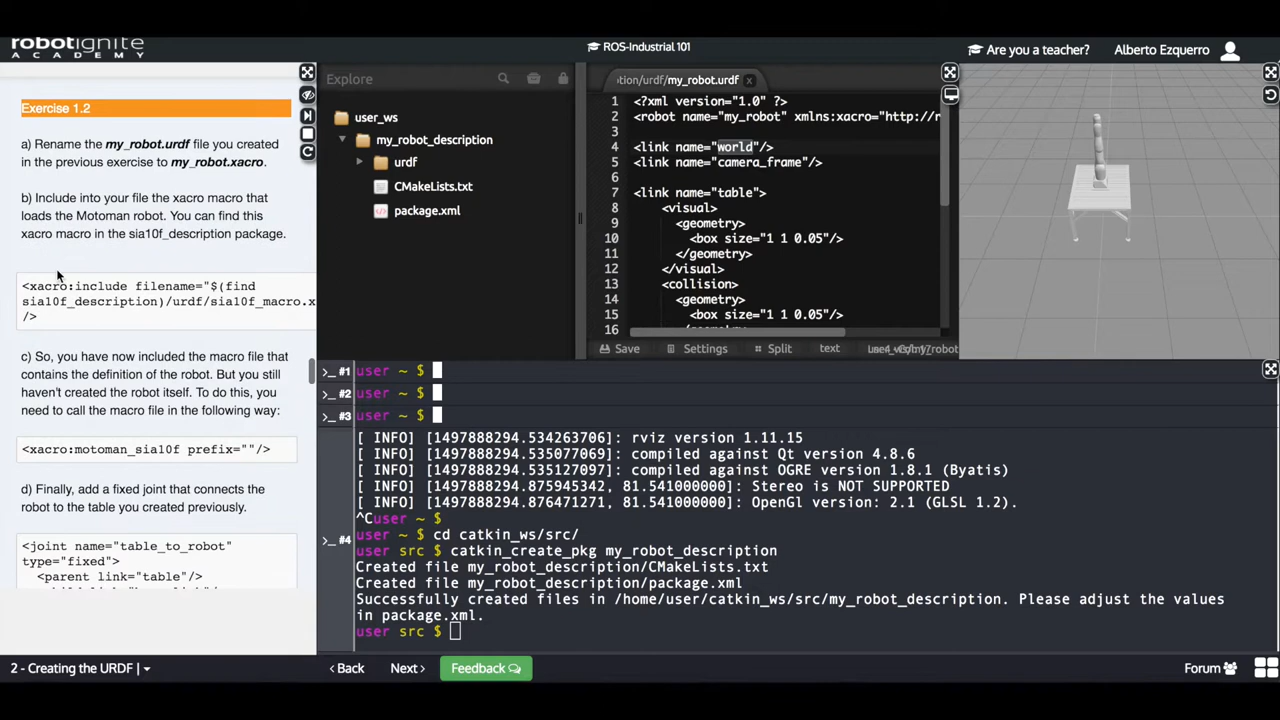 robotignite
ACADEMY
ROS-Industrial 101
Are you a teacher?
Alberto Ezquerro
Exercise 1.2
a) Rename the my_robot.urdf file you created
in the previous exercise to my_robot.xacro.
b) Include into your file the xacro macro that
loads the Motoman robot. You can find this
xacro macro in the sia10f_description package.
<xacro:include filename="$(find
sia10f_description)/urdf/sia10f_macro.x
/>
c) So, you have now included the macro file that
contains the definition of the robot. But you still
haven't created the robot itself. To do this, you
need to call the macro file in the following way:
<xacro:motoman_sia10f prefix=""/>
d) Finally, add a fixed joint that connects the
robot to the table you created previously.
<joint name="table_to_robot"
type="fixed">
<parent link="table"/>
Explore
user_ws
my_robot_description
urdf
CMakeLists.txt
package.xml
tion/urdf/my_robot.urdf x
1 <?xml version="1.0" ?>
2 <robot name="my_robot" xmlns:xacro="http://r
3
4 <link name="world"/>
5 <link name="camera_frame"/>
6
7 <link name="table">
8 <visual>
9 <geometry>
10 <box size="1 1 0.05"/>
11 </geometry>
12 </visual>
13 <collision>
14 <geometry>
15 <box size="1 1 0.05"/>
16
Save Settings Split text
>_ #1 user ~ $
>_ #2 user ~ $
>_ #3 user ~ $
[ INFO] [1497888294.534263706]: rviz version 1.11.15
[ INFO] [1497888294.535077069]: compiled against Qt version 4.8.6
[ INFO] [1497888294.535127097]: compiled against OGRE version 1.8.1 (Byatis)
[ INFO] [1497888294.875945342, 81.541000000]: Stereo is NOT SUPPORTED
[ INFO] [1497888294.876471271, 81.541000000]: OpenGl version: 2.1 (GLSL 1.2).
^Cuser ~ $
>_ #4 user ~ $ cd catkin_ws/src/
user src $ catkin_create_pkg my_robot_description
Created file my_robot_description/CMakeLists.txt
Created file my_robot_description/package.xml
Successfully created files in /home/user/catkin_ws/src/my_robot_description. Please adjust the values
in package.xml.
user src $
2 - Creating the URDF |
Back
Next
Feedback
Forum